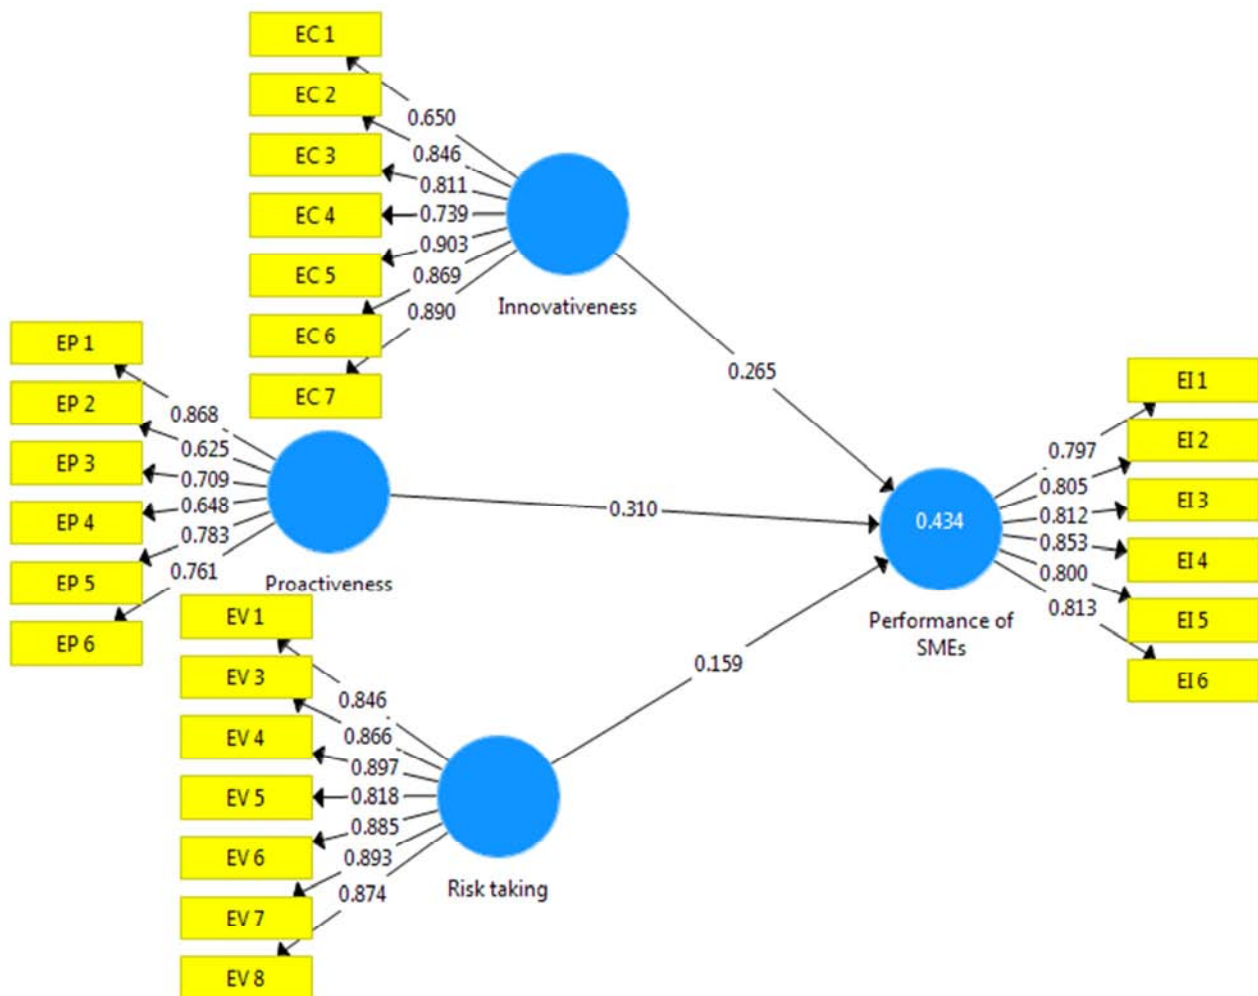 EC 1
EC 2
EC 3
EC 4
EC 5
EC 6
EC 7
0.650
0.846
0.811
0.739
0.903
0.869
0.890
Innovativeness
0.265
EP 1
EP 2
EP 3
EP 4
EP 5
EP 6
0.868
0.625
0.709
0.648
0.783
0.761
Proactiveness
0.310
EV 1
EV 3
EV 4
EV 5
EV 6
EV 7
EV 8
0.846
0.866
0.897
0.818
0.885
0.893
0.874
Risk taking
0.159
0.434
Performance of
SMEs
0.797
0.805
0.812
0.853
0.800
0.813
EI 1
EI 2
EI 3
EI 4
EI 5
EI 6